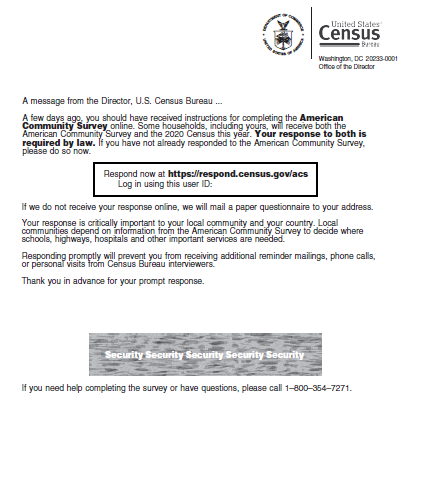 DEPARTMENT OF COMMERCE
UNITED STATES OF AMERICA
United States
Census
Bureau
Washington, DC 20233-0001
Office of the Director
A message from the Director, U.S. Census Bureau ...
A few days ago, you should have received instructions for completing the American
Community Survey online. Some households, including yours, will receive both the
American Community Survey and the 2020 Census this year. Your response to both is
required by law. If you have not already responded to the American Community Survey,
please do so now.
Respond now at https://respond.census.gov/acs
Log in using this user ID:
If we do not receive your response online, we will mail a paper questionnaire to your address.
Your response is critically important to your local community and your country. Local
communities depend on information from the American Community Survey to decide where
schools, highways, hospitals and other important services are needed.
Responding promptly will prevent you from receiving additional reminder mailings, phone calls,
or personal visits from Census Bureau interviewers.
Thank you in advance for your prompt response.
Security Security Security Security Security
If you need help completing the survey or have questions, please call 1–800–354–7271.